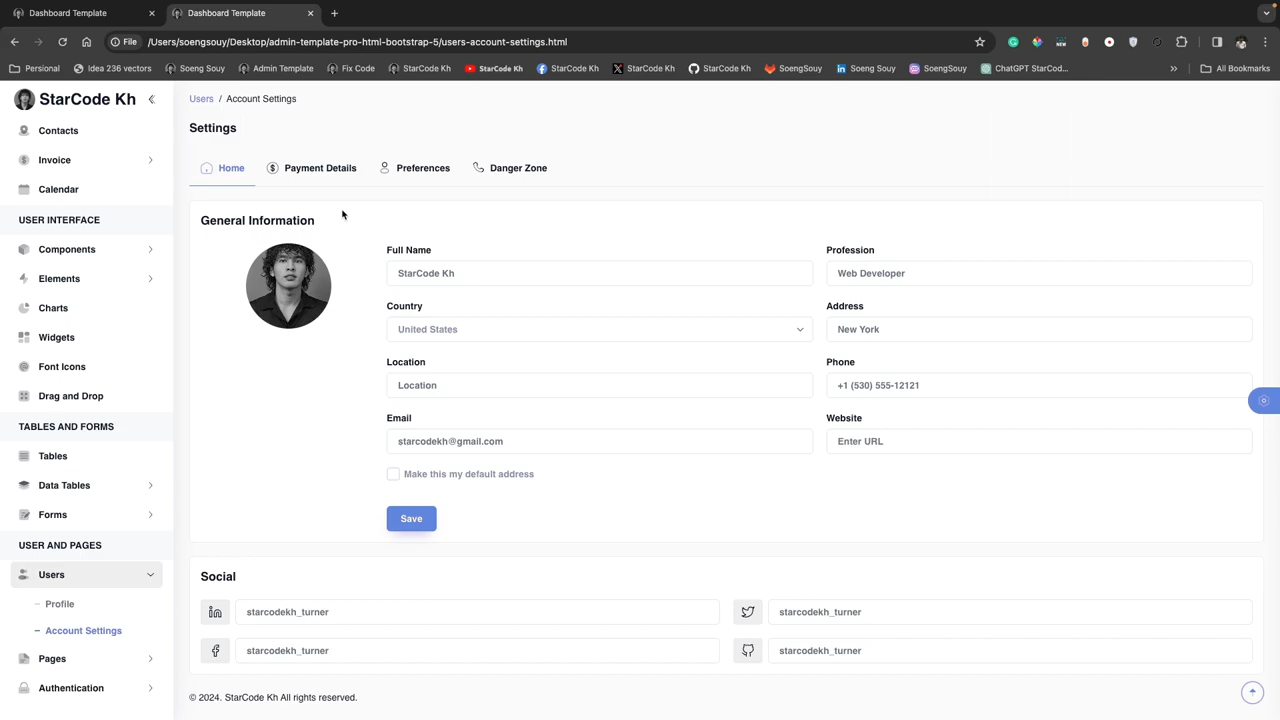 Dashboard Template
Dashboard Template
File /Users/soengsouy/Desktop/admin-template-pro-html-bootstrap-5/users-account-settings.html
Personal
Idea 236 vectors
Soeng Souy
Admin Template
Fix Code
StarCode Kh
StarCode Kh
StarCode Kh
StarCode Kh
StarCode Kh
SoengSouy
Soeng Souy
SoengSouy
ChatGPT StarCod...
All Bookmarks
StarCode Kh
Contacts
Invoice
Calendar
USER INTERFACE
Components
Elements
Charts
Widgets
Font Icons
Drag and Drop
TABLES AND FORMS
Tables
Data Tables
Forms
USER AND PAGES
Users
Profile
Account Settings
Pages
Authentication
Users / Account Settings
Settings
Home
Payment Details
Preferences
Danger Zone
General Information
Full Name
StarCode Kh
Profession
Web Developer
Country
United States
Address
New York
Location
Location
Phone
+1 (530) 555-12121
Email
starcodekh@gmail.com
Website
Enter URL
Make this my default address
Save
Social
starcodekh_turner
starcodekh_turner
starcodekh_turner
starcodekh_turner
© 2024. StarCode Kh All rights reserved.